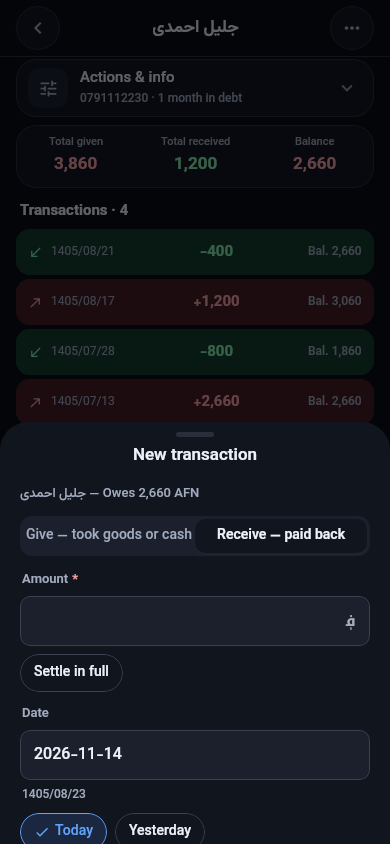 جلیل احمدی
Actions & info
0791112230 · 1 month in debt
Total given Total received Balance
3,860 1,200 2,660
Transactions · 4
1405/08/21 -400 Bal. 2,660
1405/08/17 +1,200 Bal. 3,060
1405/07/28 -800 Bal. 1,860
1405/07/13 +2,660 Bal. 2,660
New transaction
جلیل احمدی — Owes 2,660 AFN
Give — took goods or cash Receive — paid back
Amount *
؋
Settle in full
Date
2026-11-14
1405/08/23
Today Yesterday